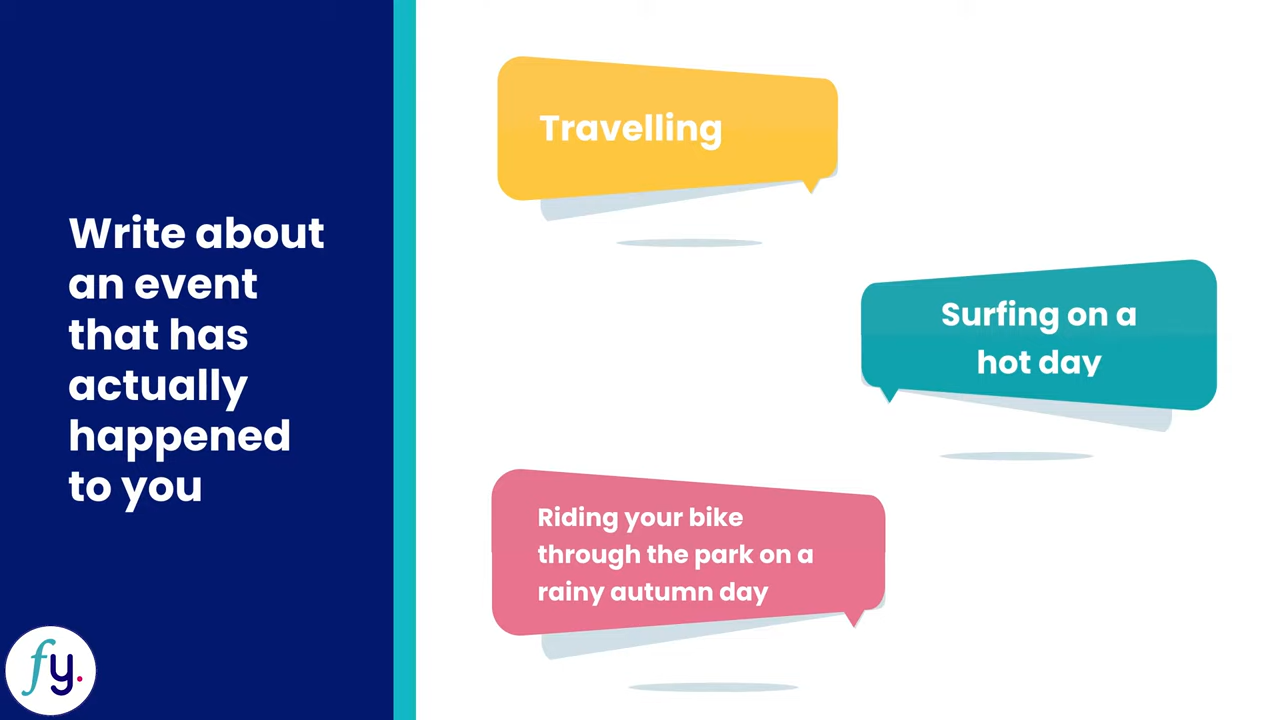 Write about
an event
that has
actually
happened
to you
Travelling
Surfing on a
hot day
Riding your bike
through the park on a
rainy autumn day
fy.